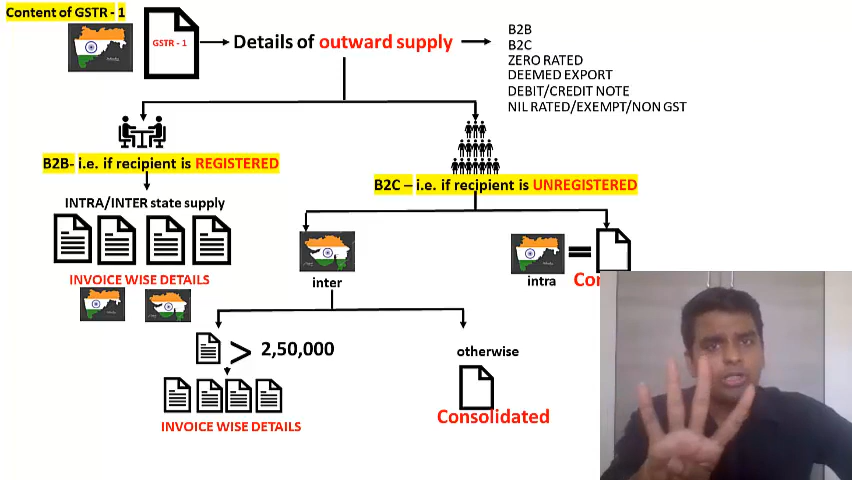 Content of GSTR - 1
GSTR - 1
Details of outward supply
B2B
B2C
ZERO RATED
DEEMED EXPORT
DEBIT/CREDIT NOTE
NIL RATED/EXEMPT/NON GST
B2B- i.e. if recipient is REGISTERED
B2C – i.e. if recipient is UNREGISTERED
INTRA/INTER state supply
INVOICE WISE DETAILS
inter
intra
> 2,50,000
otherwise
INVOICE WISE DETAILS
Consolidated